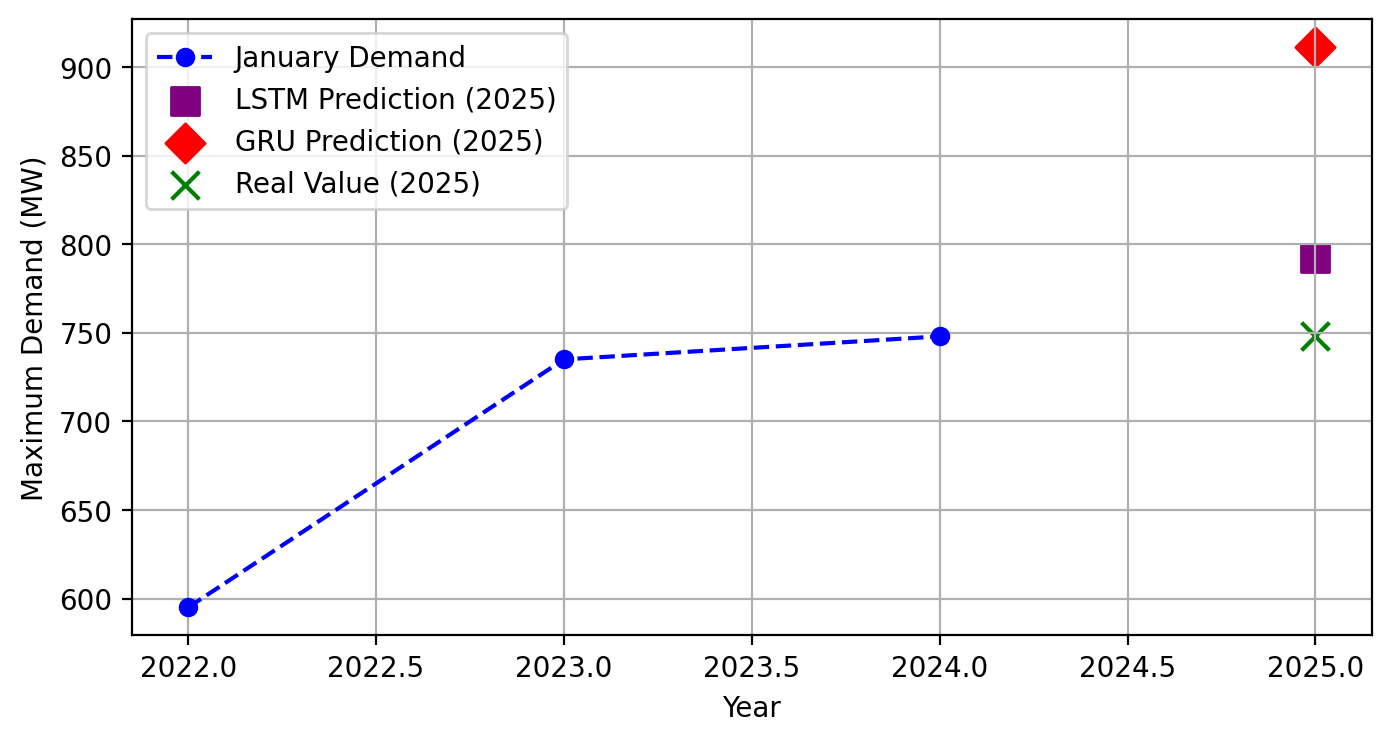 January Demand
LSTM Prediction (2025)
GRU Prediction (2025)
Real Value (2025)
Maximum Demand (MW)
900
850
800
750
700
650
600
2022.0 2022.5 2023.0 2023.5 2024.0 2024.5 2025.0
Year